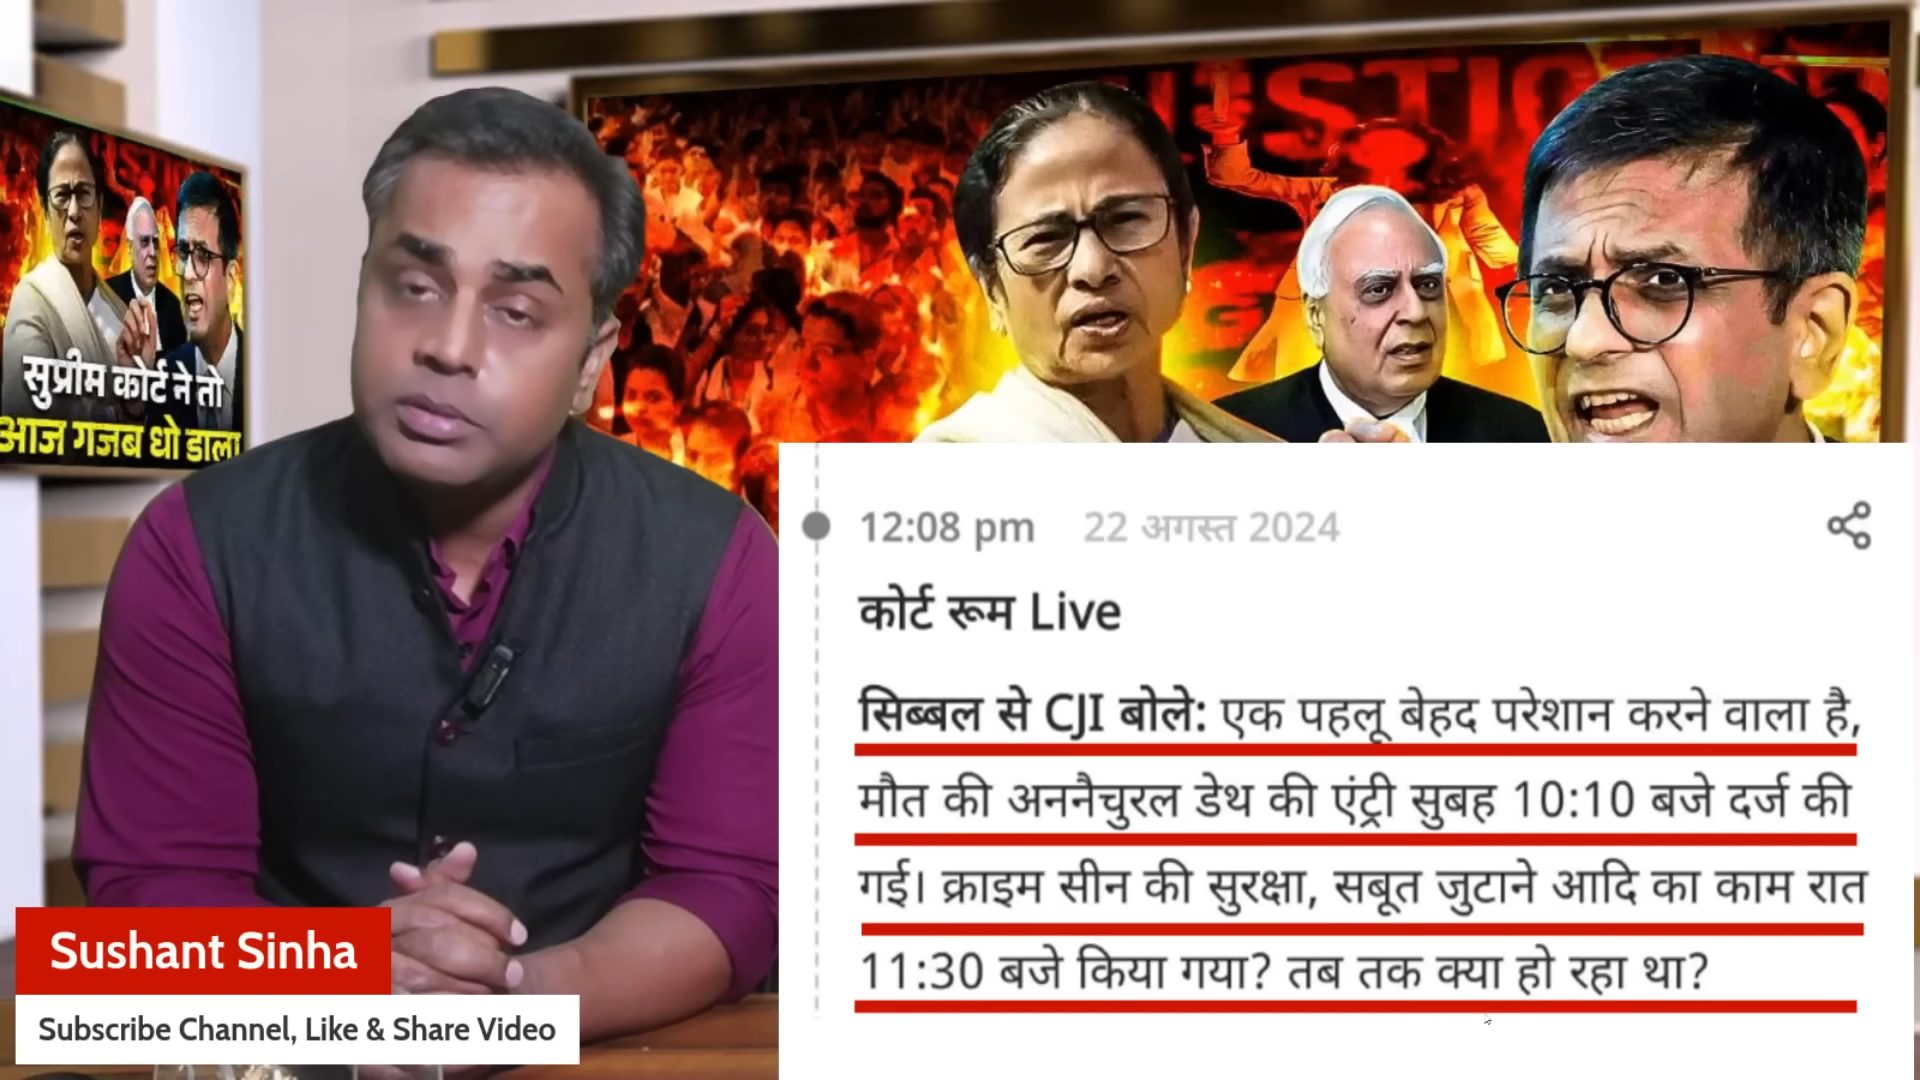 सुप्रीम कोर्ट ने तो
आज गजब धो डाला
12:08 pm 22 अगस्त 2024
कोर्ट रूम Live
सिब्बल से CJI बोले: एक पहलू बेहद परेशान करने वाला है,
मौत की अननैचुरल डेथ की एंट्री सुबह 10:10 बजे दर्ज की
गई। क्राइम सीन की सुरक्षा, सबूत जुटाने आदि का काम रात
11:30 बजे किया गया? तब तक क्या हो रहा था?
Sushant Sinha
Subscribe Channel, Like & Share Video